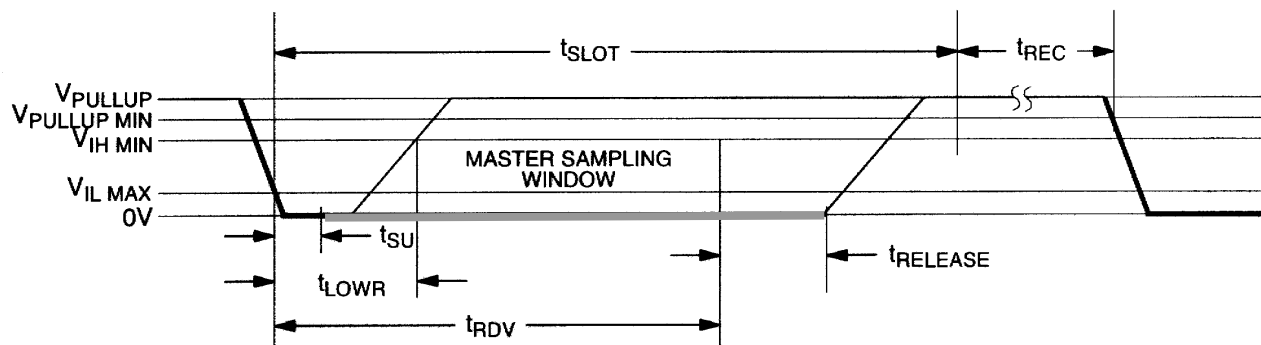 tSLOT
tREC
VPULLUP
VPULLUP MIN
VIH MIN
MASTER SAMPLING
WINDOW
VIL MAX
0V
tSU
tRELEASE
tLOWR
tRDV